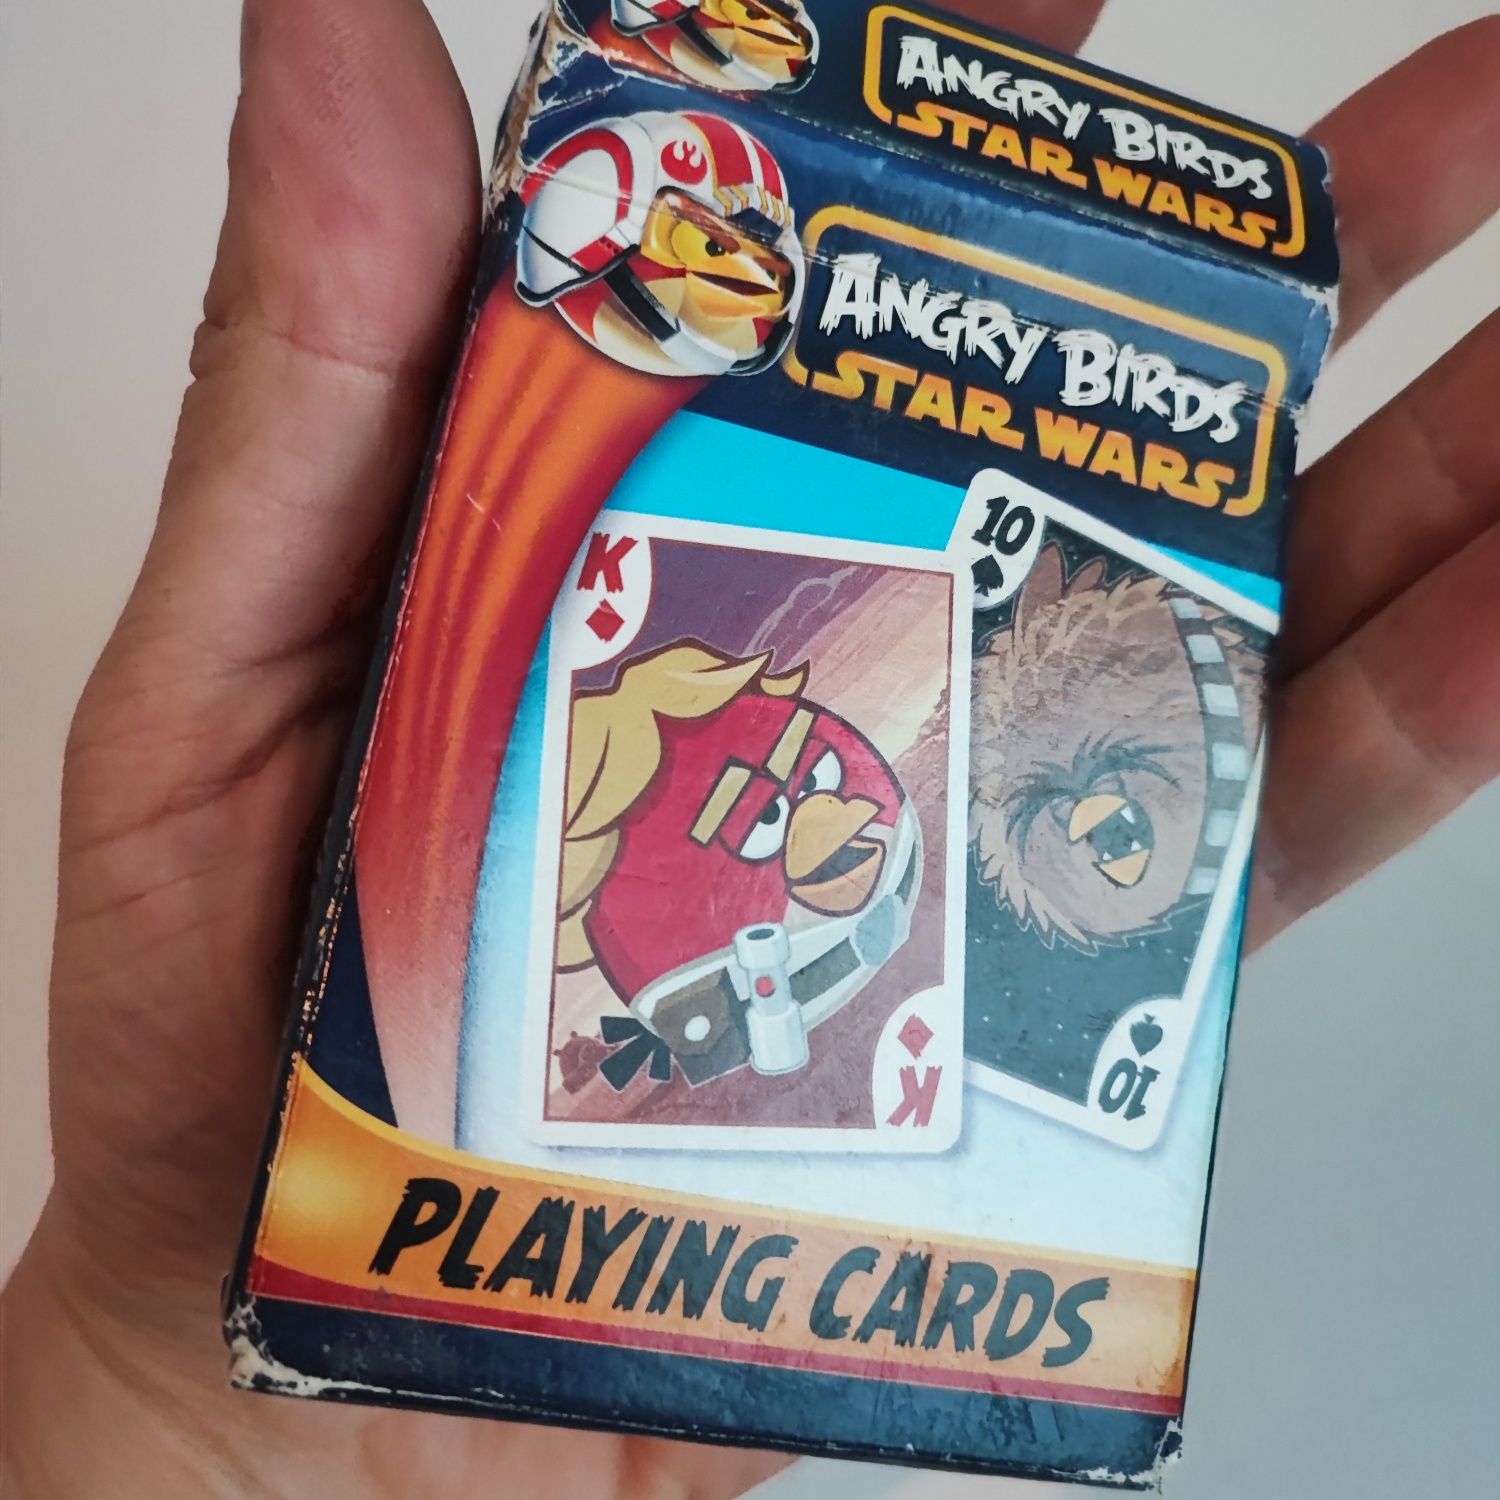 ANGRY BIRDS
STAR WARS
ANGRY BIRDS
STAR WARS
10
K
K
10
PLAYING CARDS